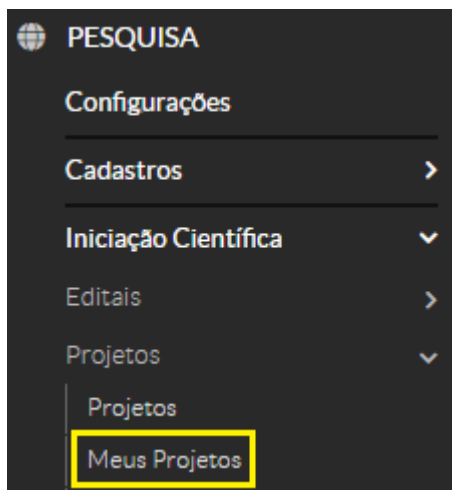 PESQUISA
Configurações
Cadastros
Iniciação Científica
Editais
Projetos
Projetos
Meus Projetos